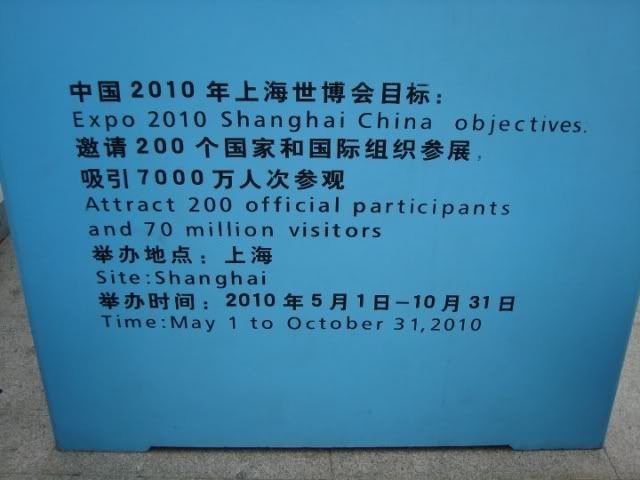 中国2010年上海世博会目标：
Expo 2010 Shanghai China objectives:
邀请200个国家和国际组织参展，
吸引7000万人次参观
Attract 200 official participants
and 70 million visitors
举办地点：上海
Site:Shanghai
举办时间：2010年5月1日－10月31日
Time:May 1 to October 31,2010